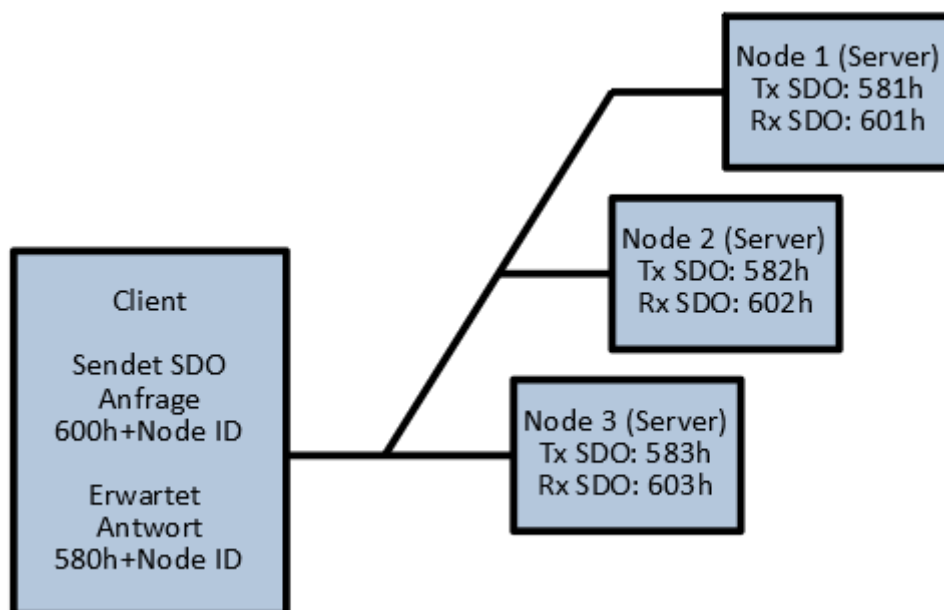 Node 1 (Server)
Tx SDO: 581h
Rx SDO: 601h
Node 2 (Server)
Tx SDO: 582h
Rx SDO: 602h
Client
Sendet SDO
Anfrage
600h+Node ID
Erwartet
Antwort
580h+Node ID
Node 3 (Server)
Tx SDO: 583h
Rx SDO: 603h